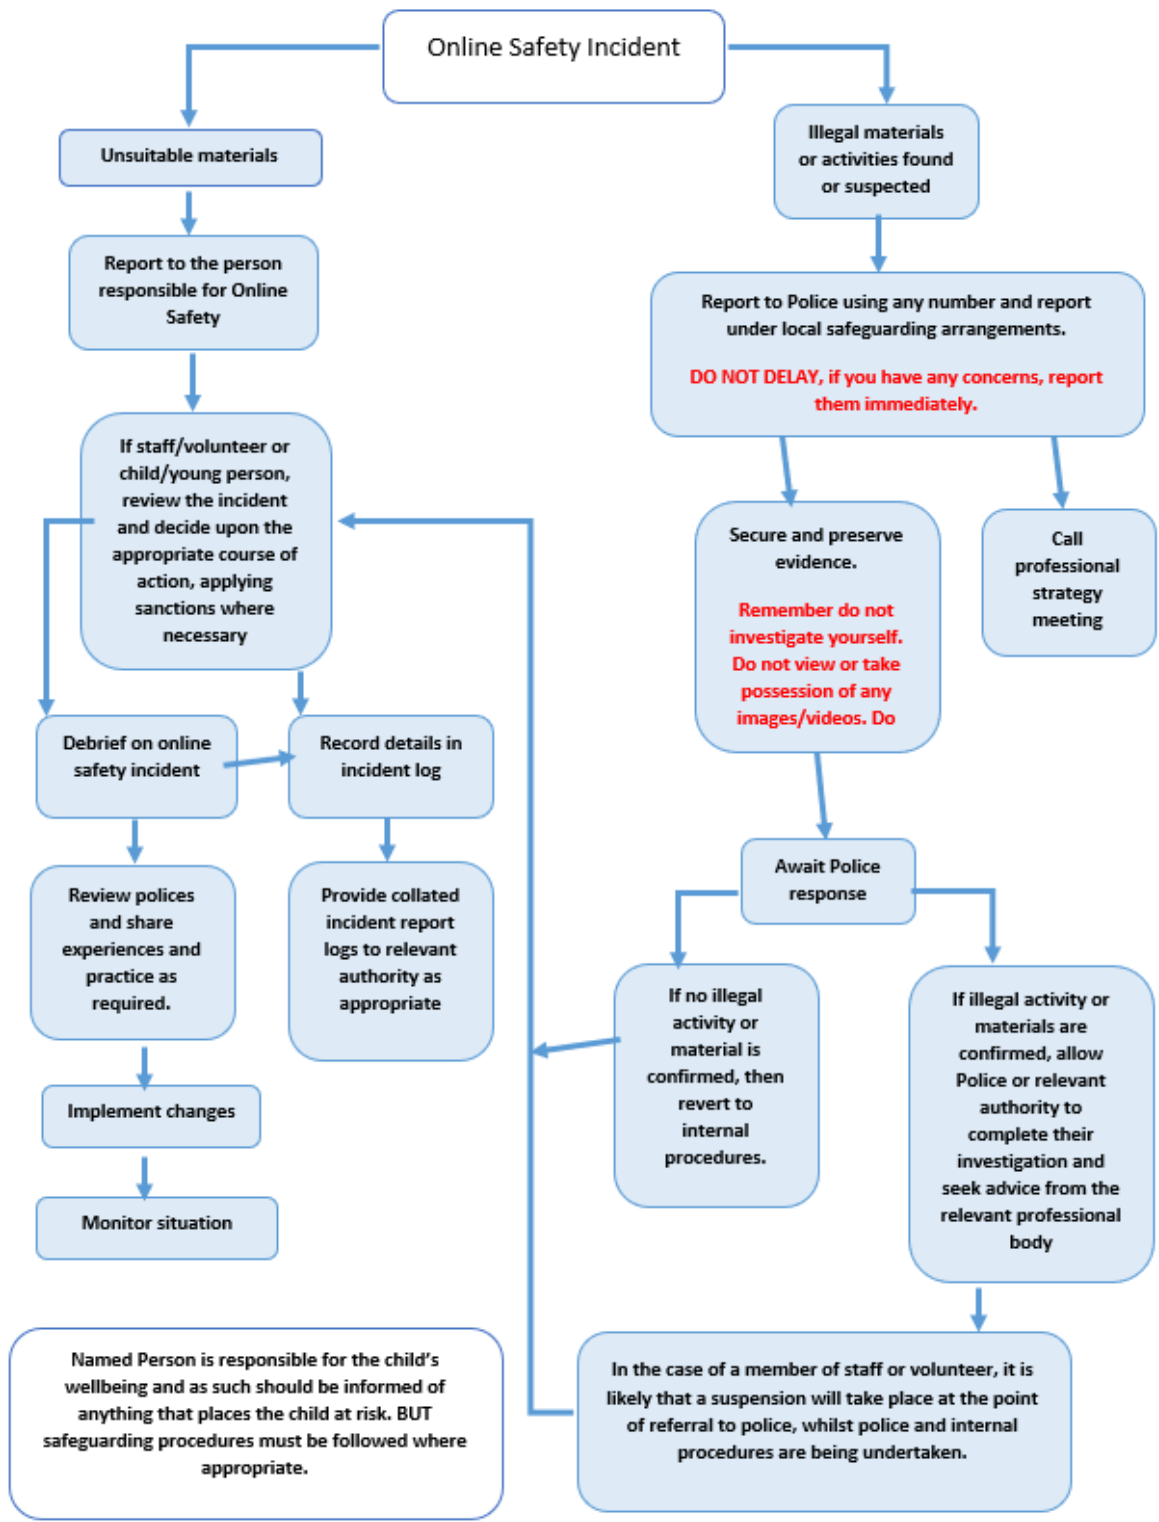 Online Safety Incident
Unsuitable materials
Report to the person
responsible for Online
Safety
If staff/volunteer or
child/young person,
review the incident
and decide upon the
appropriate course of
action, applying
sanctions where
necessary
Debrief on online
safety incident
Record details in
incident log
Review polices
and share
experiences and
practice as
required.
Provide collated
incident report
logs to relevant
authority as
appropriate
Implement changes
Monitor situation
Illegal materials
or activities found
or suspected
Report to Police using any number and report
under local safeguarding arrangements.
DO NOT DELAY, if you have any concerns, report
them immediately.
Secure and preserve
evidence.
Remember do not
investigate yourself.
Do not view or take
possession of any
images/videos. Do
Call
professional
strategy
meeting
Await Police
response
If no illegal
activity or
material is
confirmed, then
revert to
internal
procedures.
If illegal activity or
materials are
confirmed, allow
Police or relevant
authority to
complete their
investigation and
seek advice from the
relevant professional
body
In the case of a member of staff or volunteer, it is
likely that a suspension will take place at the point
of referral to police, whilst police and internal
procedures are being undertaken.
Named Person is responsible for the child's
wellbeing and as such should be informed of
anything that places the child at risk. BUT
safeguarding procedures must be followed where
appropriate.